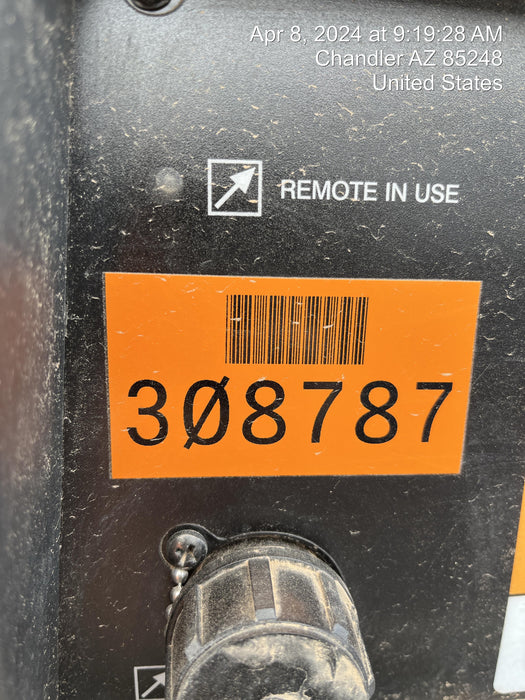 Apr 8, 2024 at 9:19:28 AM
Chandler AZ 85248
United States
REMOTE IN USE
3Ø8787